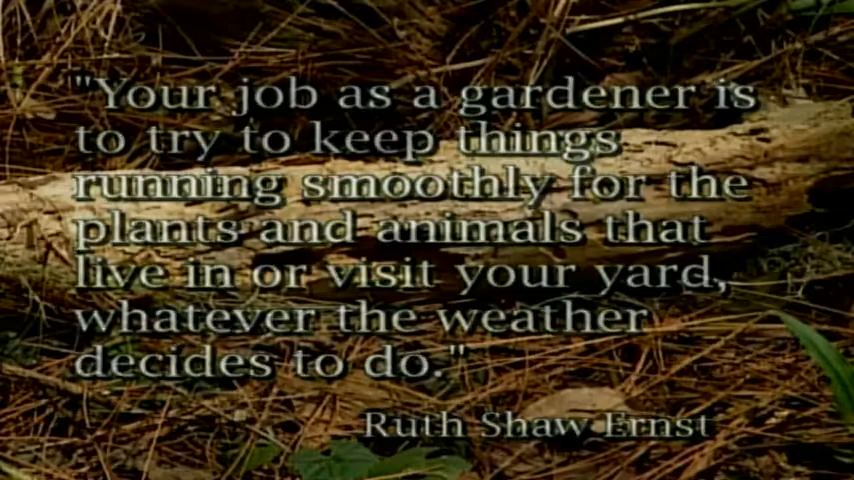 "Your job as a gardener is
to try to keep things
running smoothly for the
plants and animals that
live in or visit your yard,
whatever the weather
decides to do."
Ruth Shaw Ernst